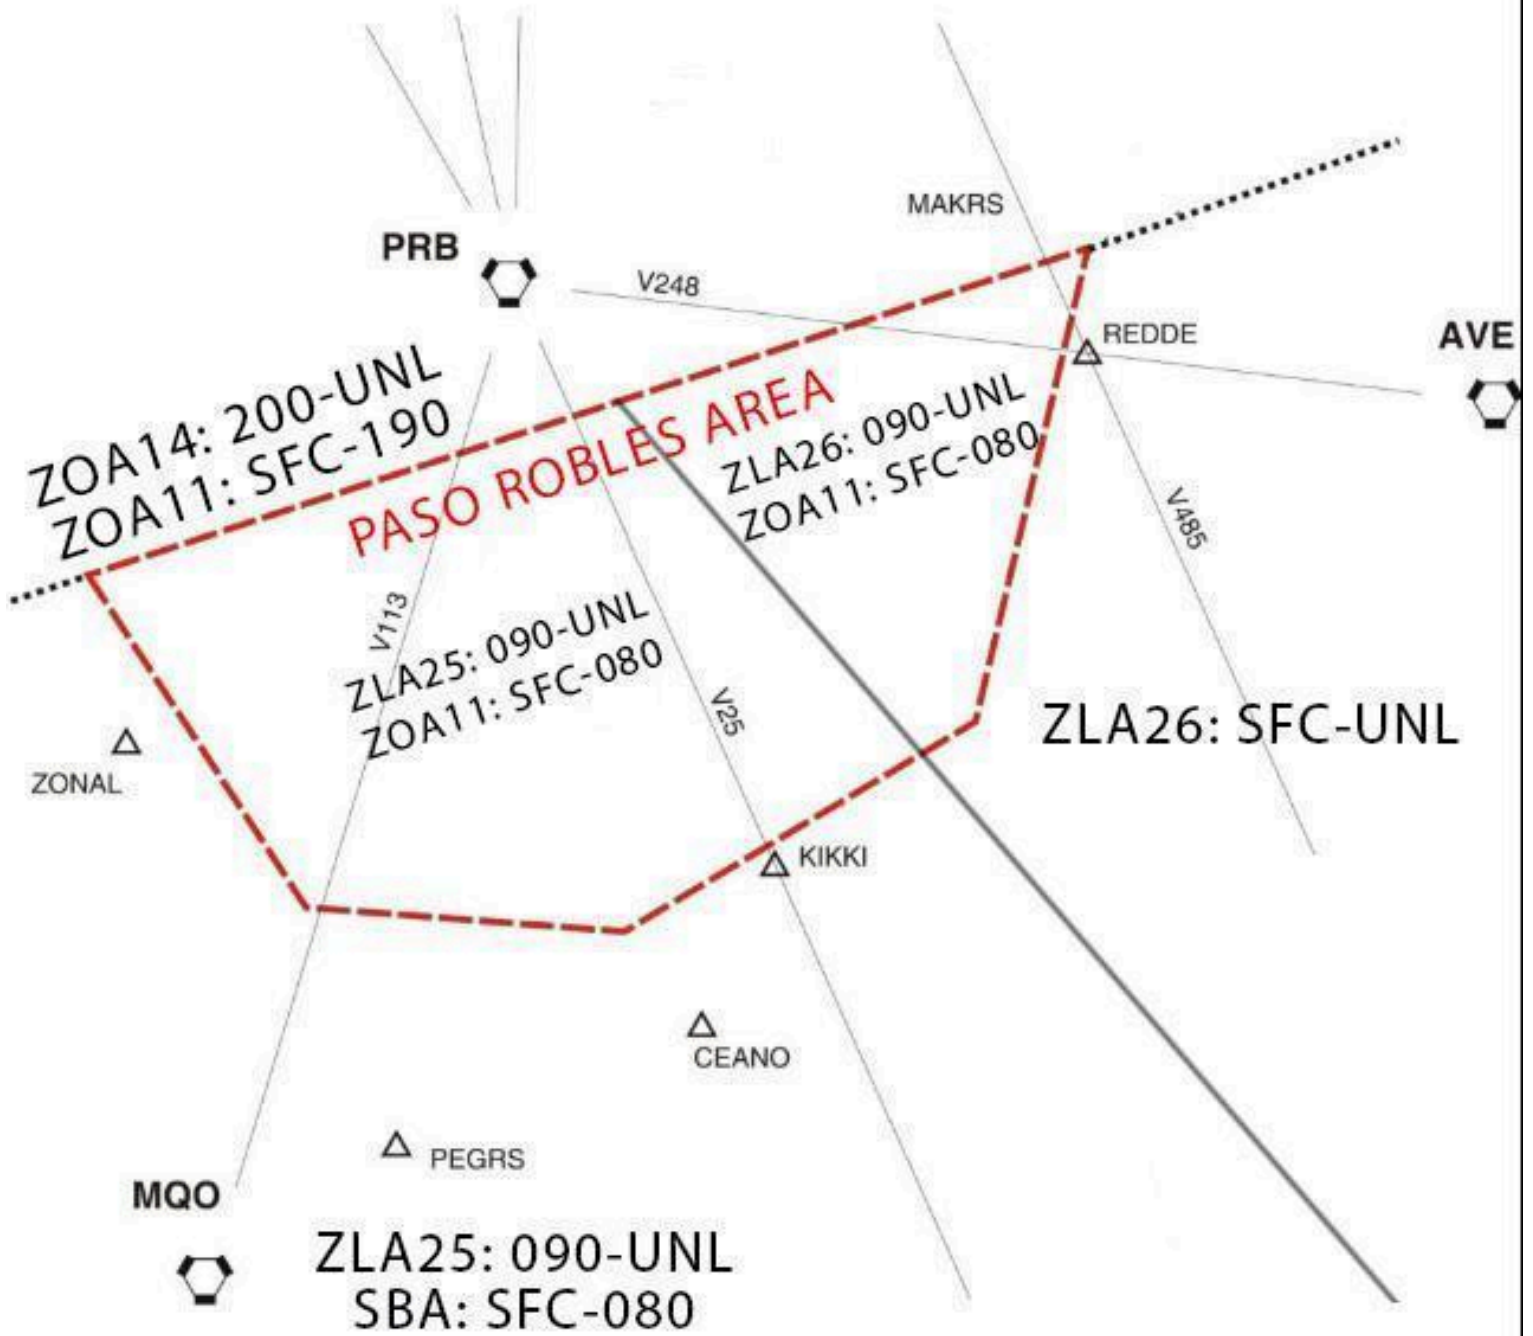 MAKRS
PRB
V248
REDDE
AVE
ZOA14: 200-UNL
ZOA11: SFC-190
PASO ROBLES AREA
ZLA26: 090-UNL
ZOA11: SFC-080
V485
V113
ZLA25: 090-UNL
ZOA11: SFC-080
V25
ZLA26: SFC-UNL
ZONAL
KIKKI
CEANO
PEGRS
MQO
ZLA25: 090-UNL
SBA: SFC-080